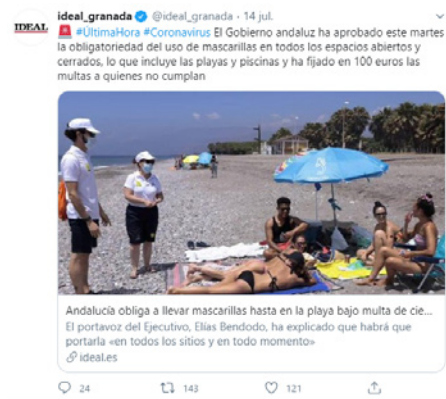 IDEAL
ideal_granada @ideal_granada · 14 jul.
#ÚltimaHora #Coronavirus El Gobierno andaluz ha aprobado este martes
la obligatoriedad del uso de mascarillas en todos los espacios abiertos y
cerrados, lo que incluye las playas y piscinas y ha fijado en 100 euros las
multas a quienes no cumplan
Andalucía obliga a llevar mascarillas hasta en la playa bajo multa de cie...
El portavoz del Ejecutivo, Elías Bendodo, ha explicado que habrá que
portarla «en todos los sitios y en todo momento»
ideal.es
24 143 121